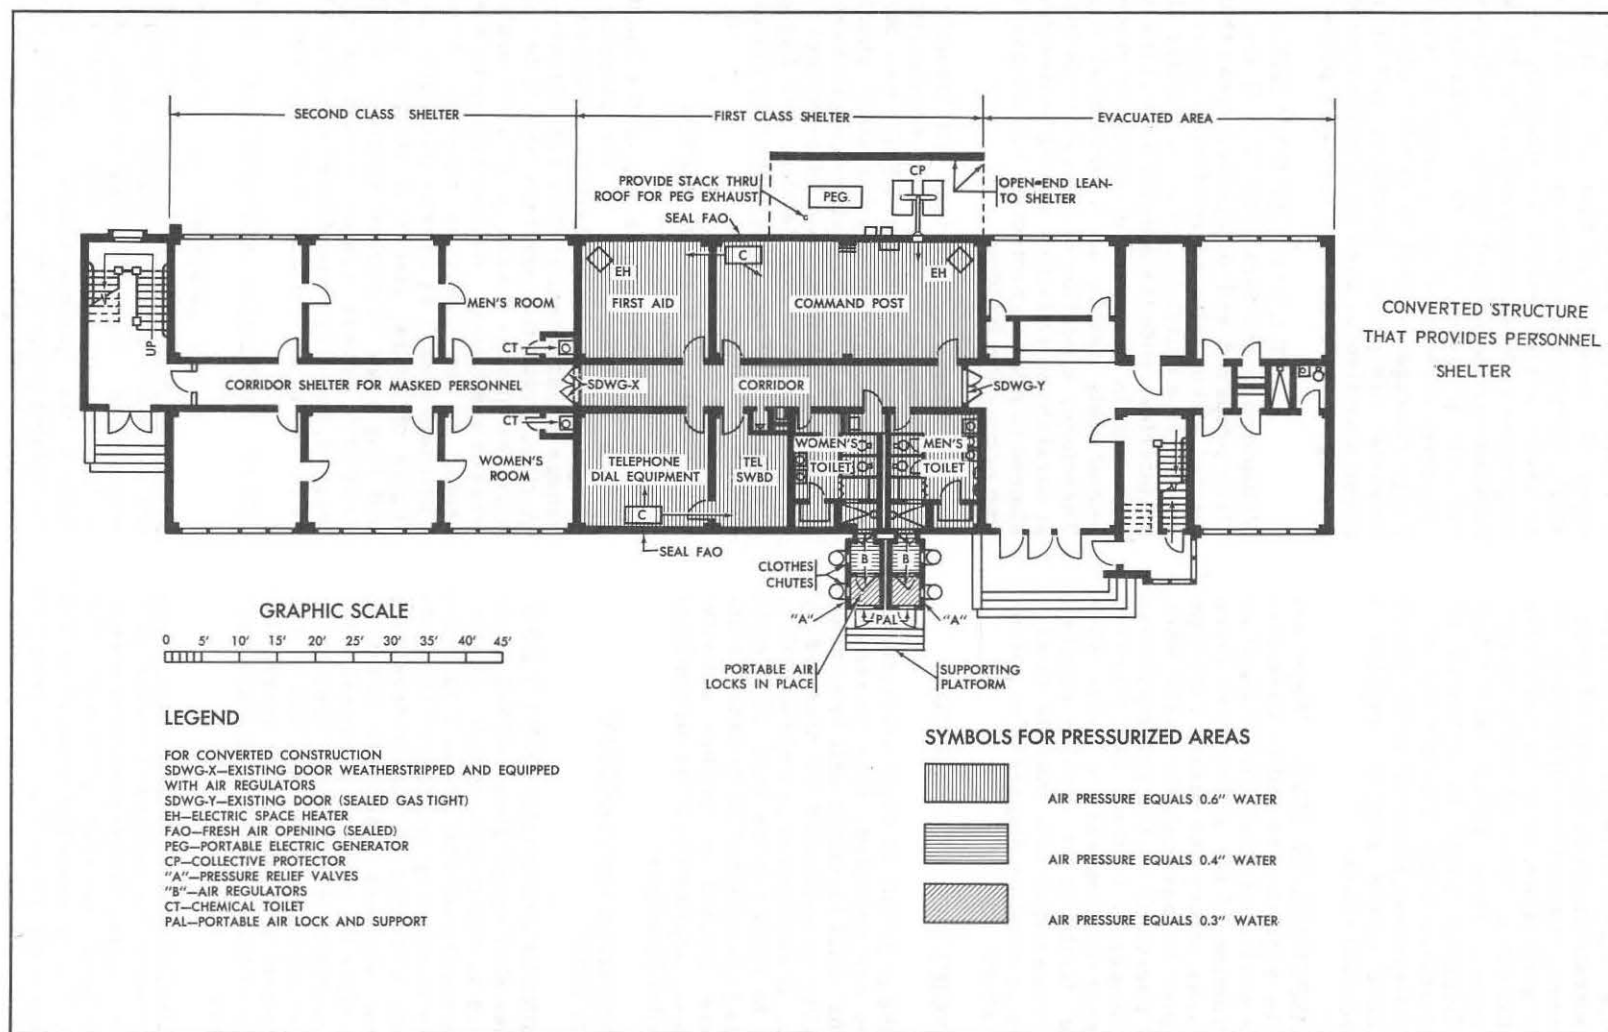 SECOND CLASS SHELTER
FIRST CLASS SHELTER
EVACUATED AREA
PROVIDE STACK THRU
ROOF FOR PEG EXHAUST
SEAL FAO
PEG.
CP
OPEN-END LEAN-
TO SHELTER
UP
MEN'S ROOM
CT
EH
FIRST AID
C
COMMAND POST
EH
CORRIDOR SHELTER FOR MASKED PERSONNEL
SDWG-X
CORRIDOR
SDWG-Y
CT
WOMEN'S
ROOM
TELEPHONE
DIAL EQUIPMENT
C
TEL
SWBD
WOMEN'S
TOILET
MEN'S
TOILET
SEAL FAO
CLOTHES
CHUTES
B
B
"A"
PAL
"A"
PORTABLE AIR
LOCKS IN PLACE
SUPPORTING
PLATFORM
CONVERTED STRUCTURE
THAT PROVIDES PERSONNEL
SHELTER
GRAPHIC SCALE
0 5' 10' 15' 20' 25' 30' 35' 40' 45'
LEGEND
FOR CONVERTED CONSTRUCTION
SDWG-X—EXISTING DOOR WEATHERSTRIPPED AND EQUIPPED
WITH AIR REGULATORS
SDWG-Y—EXISTING DOOR (SEALED GAS TIGHT)
EH—ELECTRIC SPACE HEATER
FAO—FRESH AIR OPENING (SEALED)
PEG—PORTABLE ELECTRIC GENERATOR
CP—COLLECTIVE PROTECTOR
"A"—PRESSURE RELIEF VALVES
"B"—AIR REGULATORS
CT—CHEMICAL TOILET
PAL—PORTABLE AIR LOCK AND SUPPORT
SYMBOLS FOR PRESSURIZED AREAS
AIR PRESSURE EQUALS 0.6" WATER
AIR PRESSURE EQUALS 0.4" WATER
AIR PRESSURE EQUALS 0.3" WATER